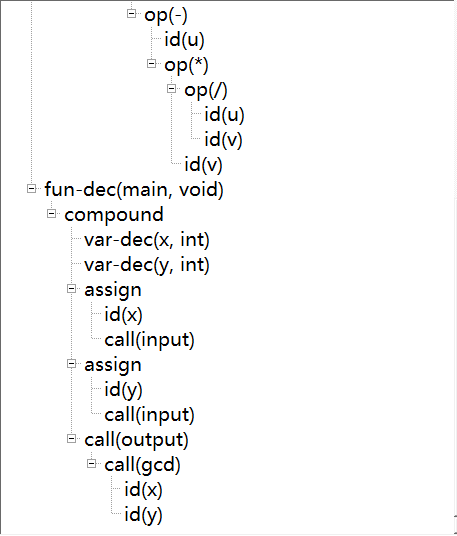 op(-)
id(u)
op(*)
op(/)
id(u)
id(v)
id(v)
fun-dec(main, void)
compound
var-dec(x, int)
var-dec(y, int)
assign
id(x)
call(input)
assign
id(y)
call(input)
call(output)
call(gcd)
id(x)
id(y)